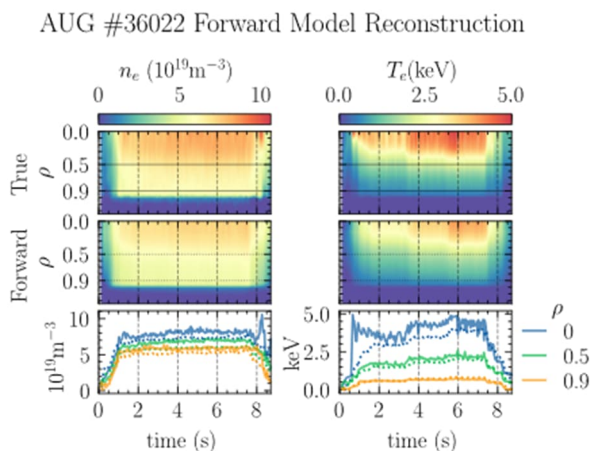 AUG #36022 Forward Model Reconstruction
n_e (10^19 m^−3) T_e(keV)
0 5 10 0.0 2.5 5.0
True ρ 0.0 0.5 0.9
Forward ρ 0.0 0.5 0.9
10^19 m^−3 10 5 0
keV 5.0 2.5 0.0
ρ
0
0.5
0.9
0 2 4 6 8 0 2 4 6 8
time (s) time (s)